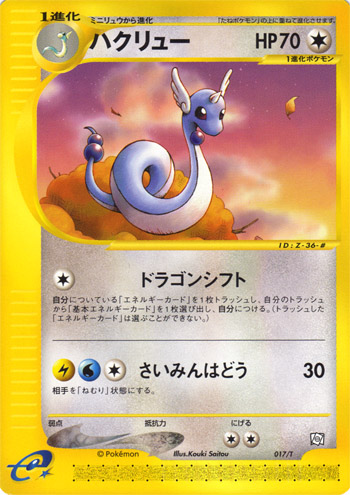 1進化
ミニリュウから進化
「たねポケモン」の上に重ねて進化させます。
ハクリュー
HP70
1進化ポケモン
ID:Z-36-#
ドラゴンシフト
自分についている「エネルギーカード」を1枚トラッシュし、自分のトラッシュ
から「基本エネルギーカード」を1枚選び出し、自分につける。(トラッシュした
「エネルギーカード」は選ぶことができない。)
さいみんはどう 30
相手を「ねむり」状態にする。
弱点 抵抗力 にげる
©Pokémon Illus.Kouki Saitou 017/T
e